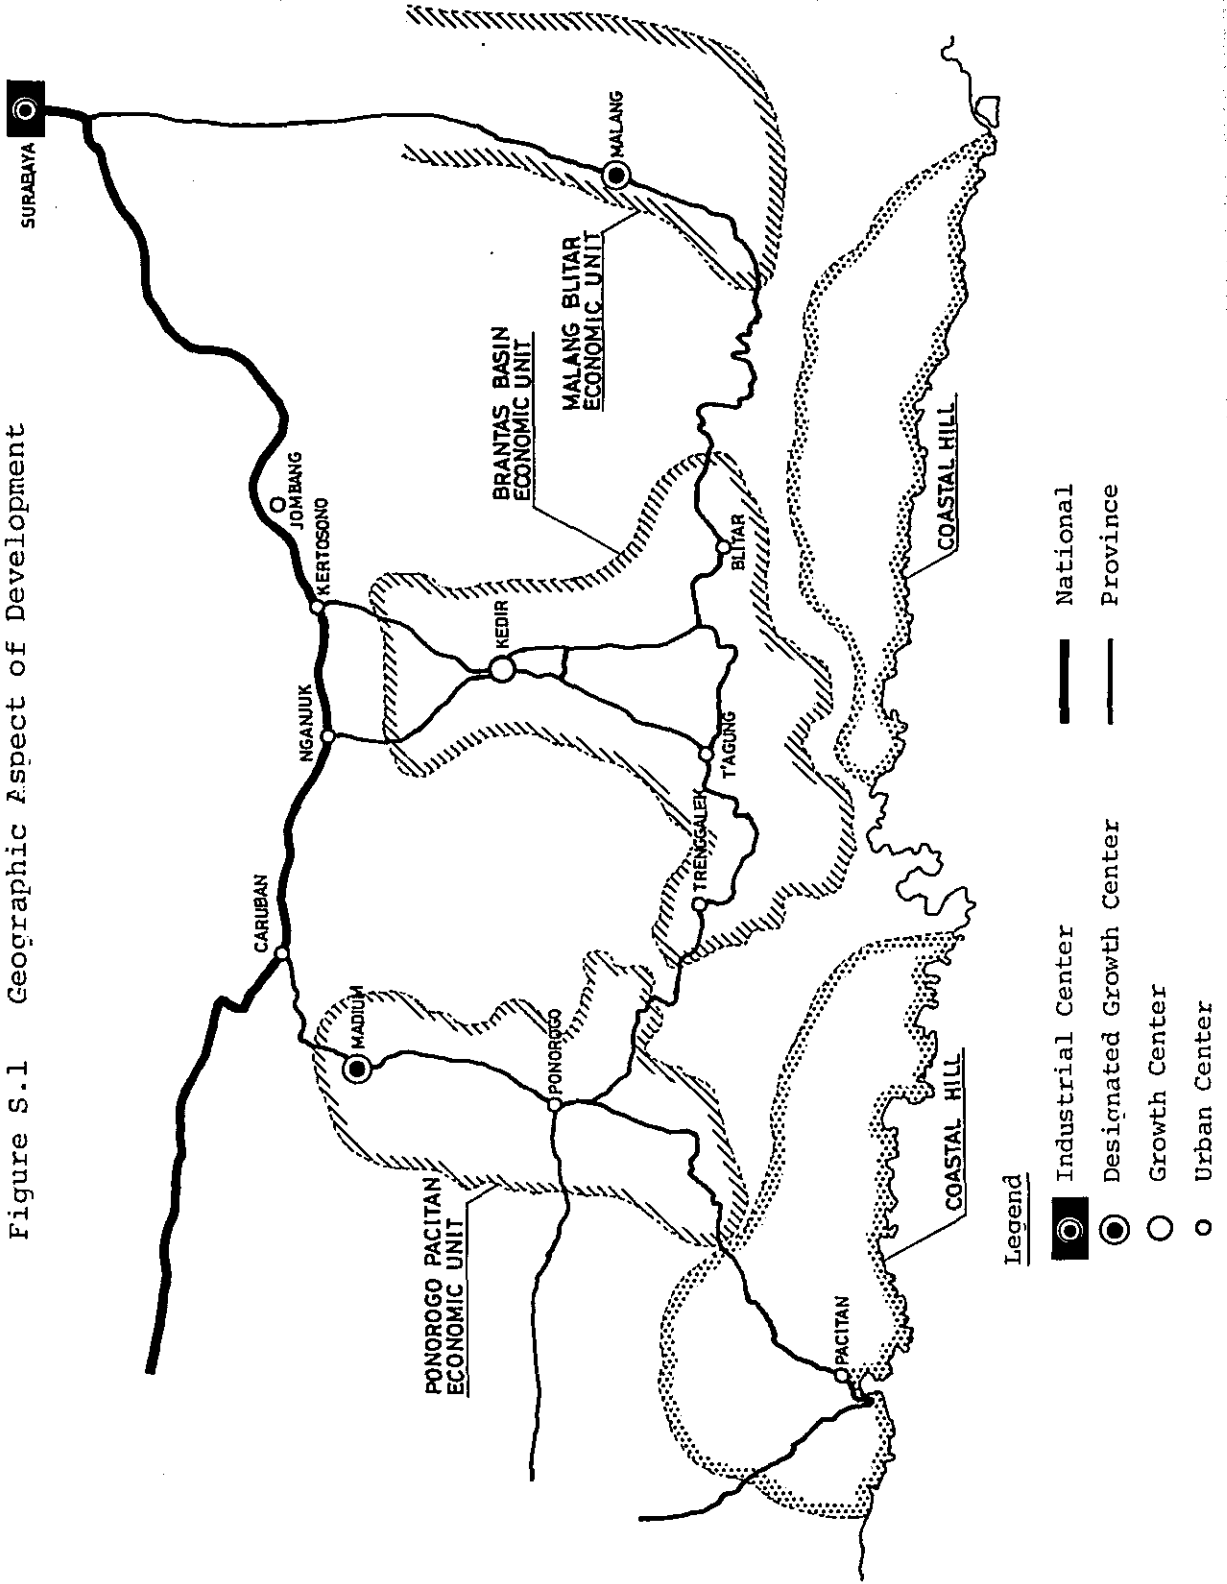 Figure S.1 Geographic Aspect of Development
SURABAYA
JOMBANG
KERTOSONO
NGANJUK
CARUBAN
MADIUM
MALANG
MALANG BLITAR
ECONOMIC UNIT
BRANTAS BASIN
ECONOMIC UNIT
KEDIR
BLITAR
T'AGUNG
TRENGGALEK
PONOROGO
PONOROGO PACITAN
ECONOMIC UNIT
PACITAN
COASTAL HILL
COASTAL HILL
Legend
Industrial Center
Designated Growth Center
Growth Center
Urban Center
National
Province